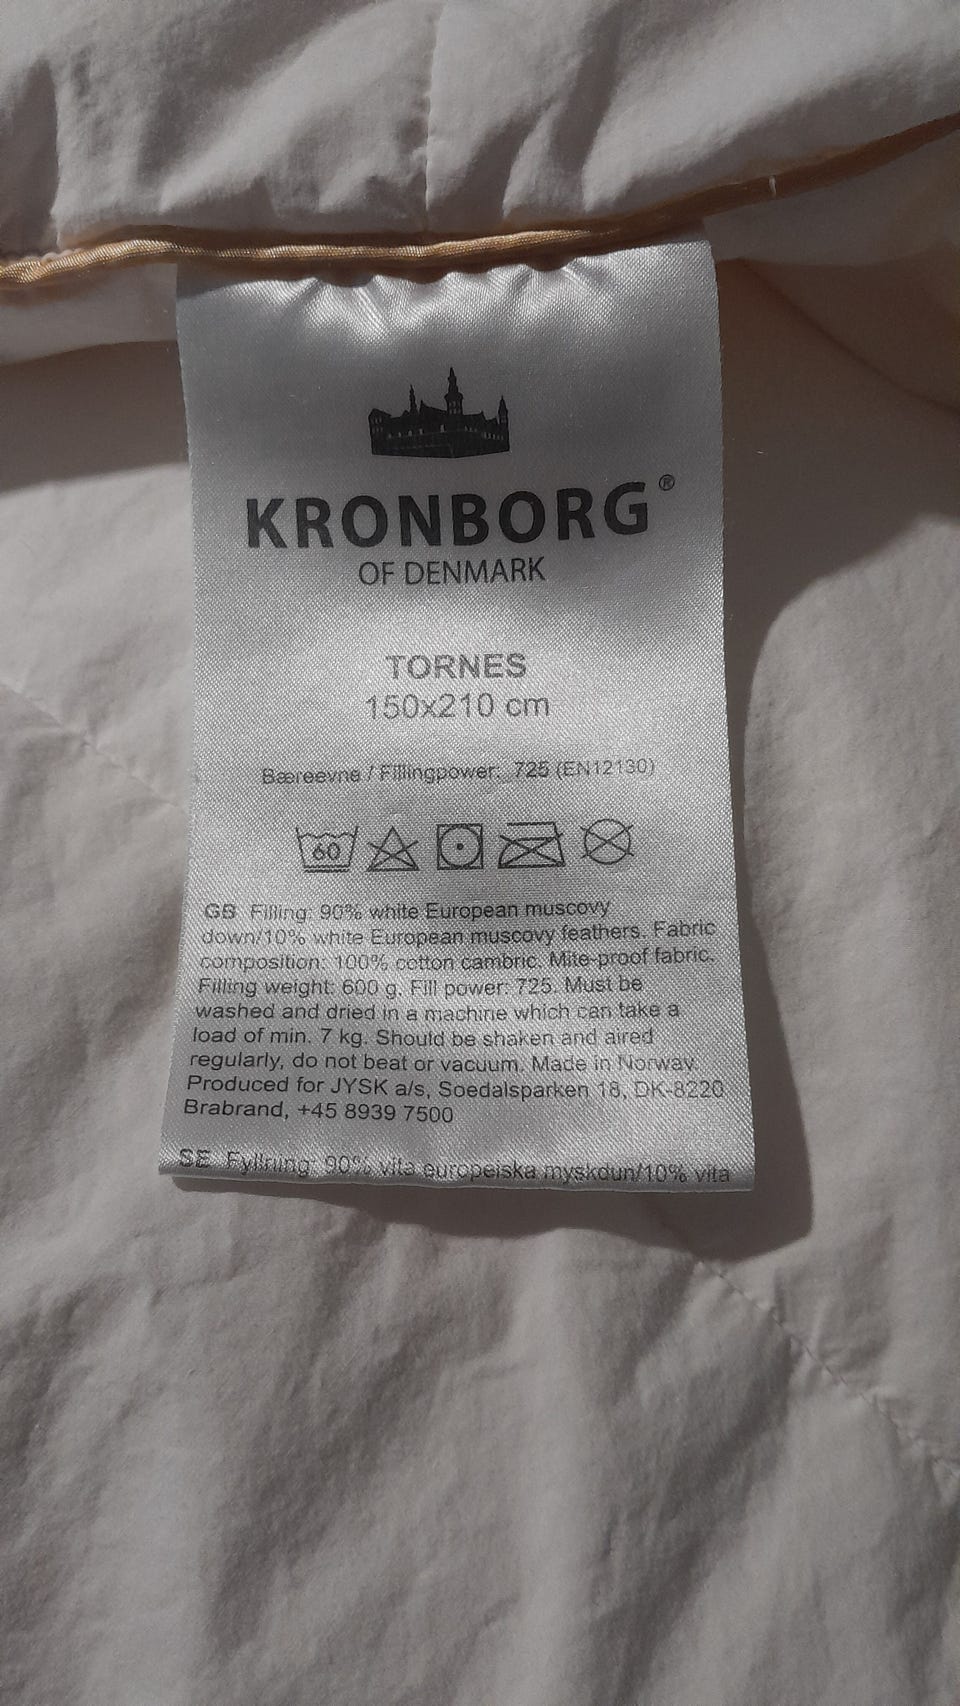 KRONBORG®
OF DENMARK
TORNES
150x210 cm
Bæreevne / Fillingpower: 725 (EN12130)
60
GB Filling: 90% white European muscovy
down/10% white European muscovy feathers. Fabric
composition: 100% cotton cambric. Mite-proof fabric.
Filling weight: 600 g. Fill power: 725. Must be
washed and dried in a machine which can take a
load of min. 7 kg. Should be shaken and aired
regularly, do not beat or vacuum. Made in Norway.
Produced for JYSK a/s, Soedalsparken 18, DK-8220
Brabrand, +45 8939 7500
SE Fyllning: 90% vita europeiska myskdun/10% vita